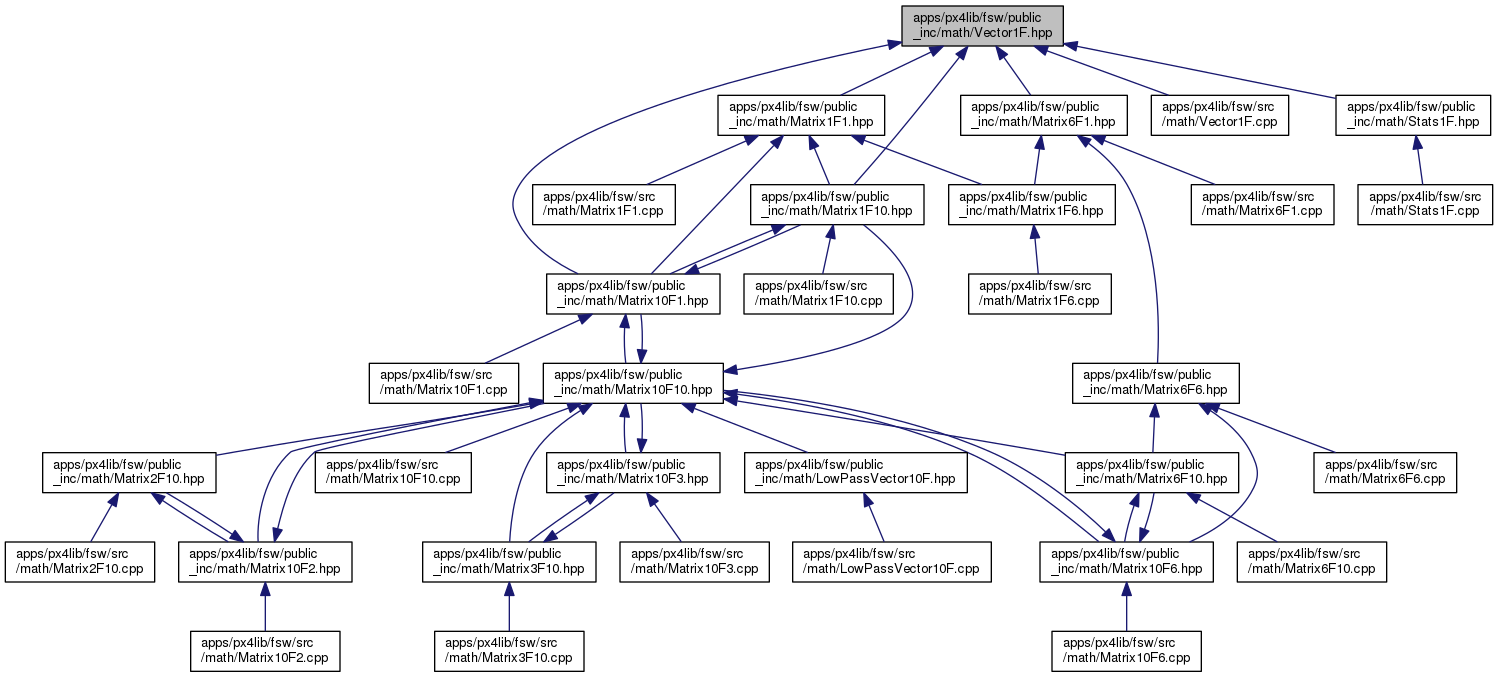 apps/px4lib/fsw/public
_inc/math/Vector1F.hpp
apps/px4lib/fsw/public
_inc/math/Matrix1F1.hpp
apps/px4lib/fsw/public
_inc/math/Matrix6F1.hpp
apps/px4lib/fsw/src
/math/Vector1F.cpp
apps/px4lib/fsw/public
_inc/math/Stats1F.hpp
apps/px4lib/fsw/src
/math/Matrix1F1.cpp
apps/px4lib/fsw/public
_inc/math/Matrix1F10.hpp
apps/px4lib/fsw/public
_inc/math/Matrix1F6.hpp
apps/px4lib/fsw/src
/math/Matrix6F1.cpp
apps/px4lib/fsw/src
/math/Stats1F.cpp
apps/px4lib/fsw/public
_inc/math/Matrix10F1.hpp
apps/px4lib/fsw/src
/math/Matrix1F10.cpp
apps/px4lib/fsw/src
/math/Matrix1F6.cpp
apps/px4lib/fsw/src
/math/Matrix10F1.cpp
apps/px4lib/fsw/public
_inc/math/Matrix10F10.hpp
apps/px4lib/fsw/public
_inc/math/Matrix6F6.hpp
apps/px4lib/fsw/public
_inc/math/Matrix2F10.hpp
apps/px4lib/fsw/src
/math/Matrix10F10.cpp
apps/px4lib/fsw/public
_inc/math/Matrix10F3.hpp
apps/px4lib/fsw/public
_inc/math/LowPassVector10F.hpp
apps/px4lib/fsw/public
_inc/math/Matrix6F10.hpp
apps/px4lib/fsw/src
/math/Matrix6F6.cpp
apps/px4lib/fsw/src
/math/Matrix2F10.cpp
apps/px4lib/fsw/public
_inc/math/Matrix10F2.hpp
apps/px4lib/fsw/public
_inc/math/Matrix3F10.hpp
apps/px4lib/fsw/src
/math/Matrix10F3.cpp
apps/px4lib/fsw/src
/math/LowPassVector10F.cpp
apps/px4lib/fsw/public
_inc/math/Matrix10F6.hpp
apps/px4lib/fsw/src
/math/Matrix6F10.cpp
apps/px4lib/fsw/src
/math/Matrix10F2.cpp
apps/px4lib/fsw/src
/math/Matrix3F10.cpp
apps/px4lib/fsw/src
/math/Matrix10F6.cpp